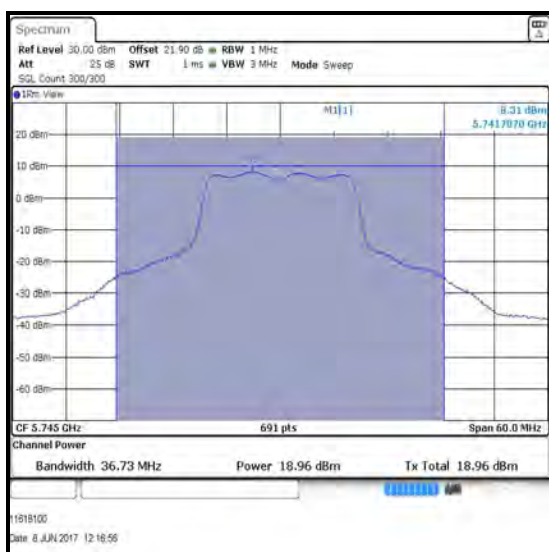 Spectrum
Ref Level 30.00 dBm Offset 21.90 dB RBW 1 MHz
Att 25 dB SWT 1 ms VBW 3 MHz Mode Sweep
SGL Count 300/300
1Rm View
M1[1] 8.31 dBm
5.7417070 GHz
20 dBm
10 dBm
0 dBm
-10 dBm
-20 dBm
-30 dBm
-40 dBm
-50 dBm
-60 dBm
CF 5.745 GHz 691 pts Span 60.0 MHz
Channel Power
Bandwidth 36.73 MHz Power 18.96 dBm Tx Total 18.96 dBm
11618100
Date 8 JUN 2017 12:16:56